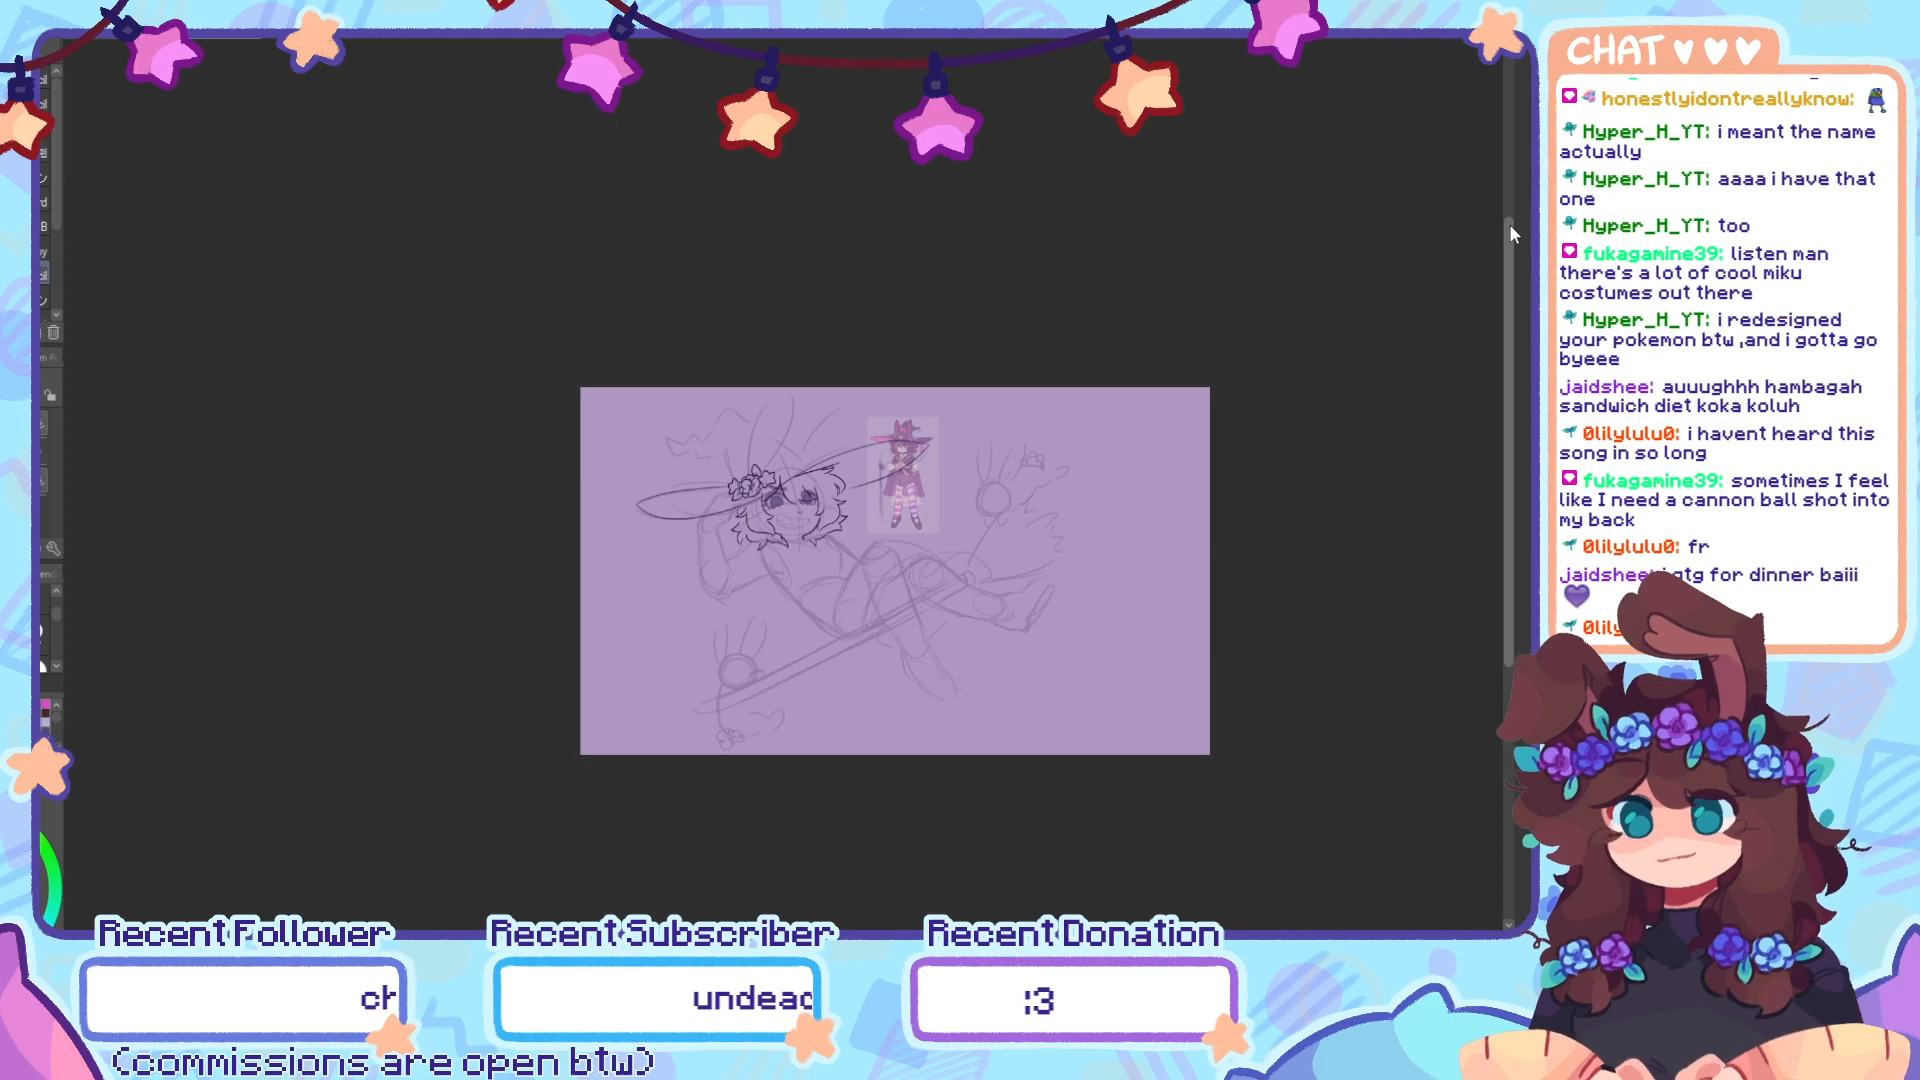 CHAT
honestlyidontreallyknow:
Hyper_H_YT: i meant the name
actually
Hyper_H_YT: aaaa i have that
one
Hyper_H_YT: too
fukagamine39: listen man
there's a lot of cool miku
costumes out there
Hyper_H_YT: i redesigned
your pokemon btw ,and i gotta go
byeee
jaidshee: auuughhh hambagah
sandwich diet koka koluh
0lilylulu0: i havent heard this
song in so long
fukagamine39: sometimes I feel
like I need a cannon ball shot into
my back
0lilylulu0: fr
jaidshee: gtg for dinner baiii
0lily
Recent Follower
Recent Subscriber
Recent Donation
ch
undead
:3
(commissions are open btw)